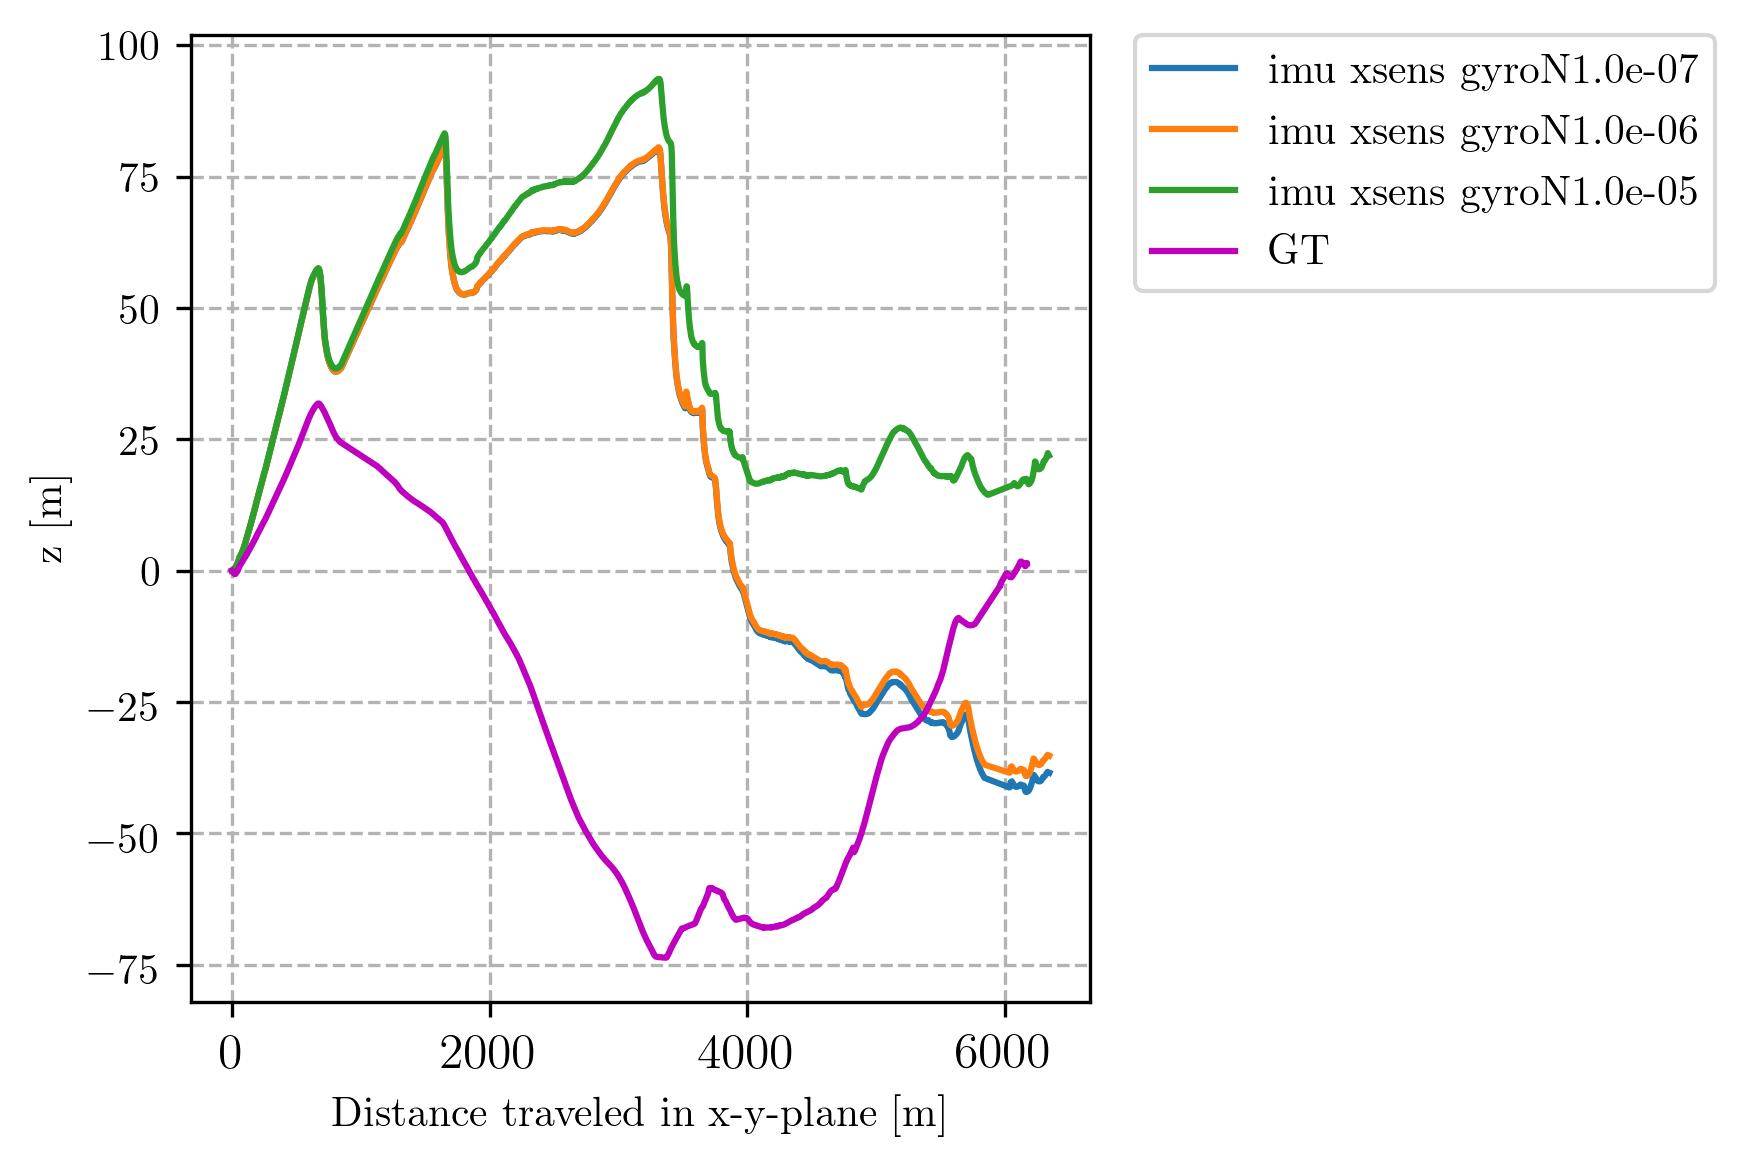 100
75
50
25
0
−25
−50
−75
z [m]
0 2000 4000 6000
Distance traveled in x-y-plane [m]
imu xsens gyroN1.0e-07
imu xsens gyroN1.0e-06
imu xsens gyroN1.0e-05
GT